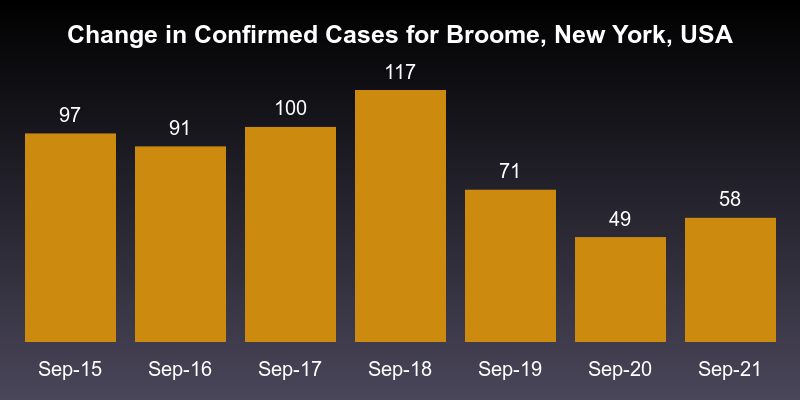 Change in Confirmed Cases for Broome, New York, USA
97
91
100
117
71
49
58
Sep-15
Sep-16
Sep-17
Sep-18
Sep-19
Sep-20
Sep-21